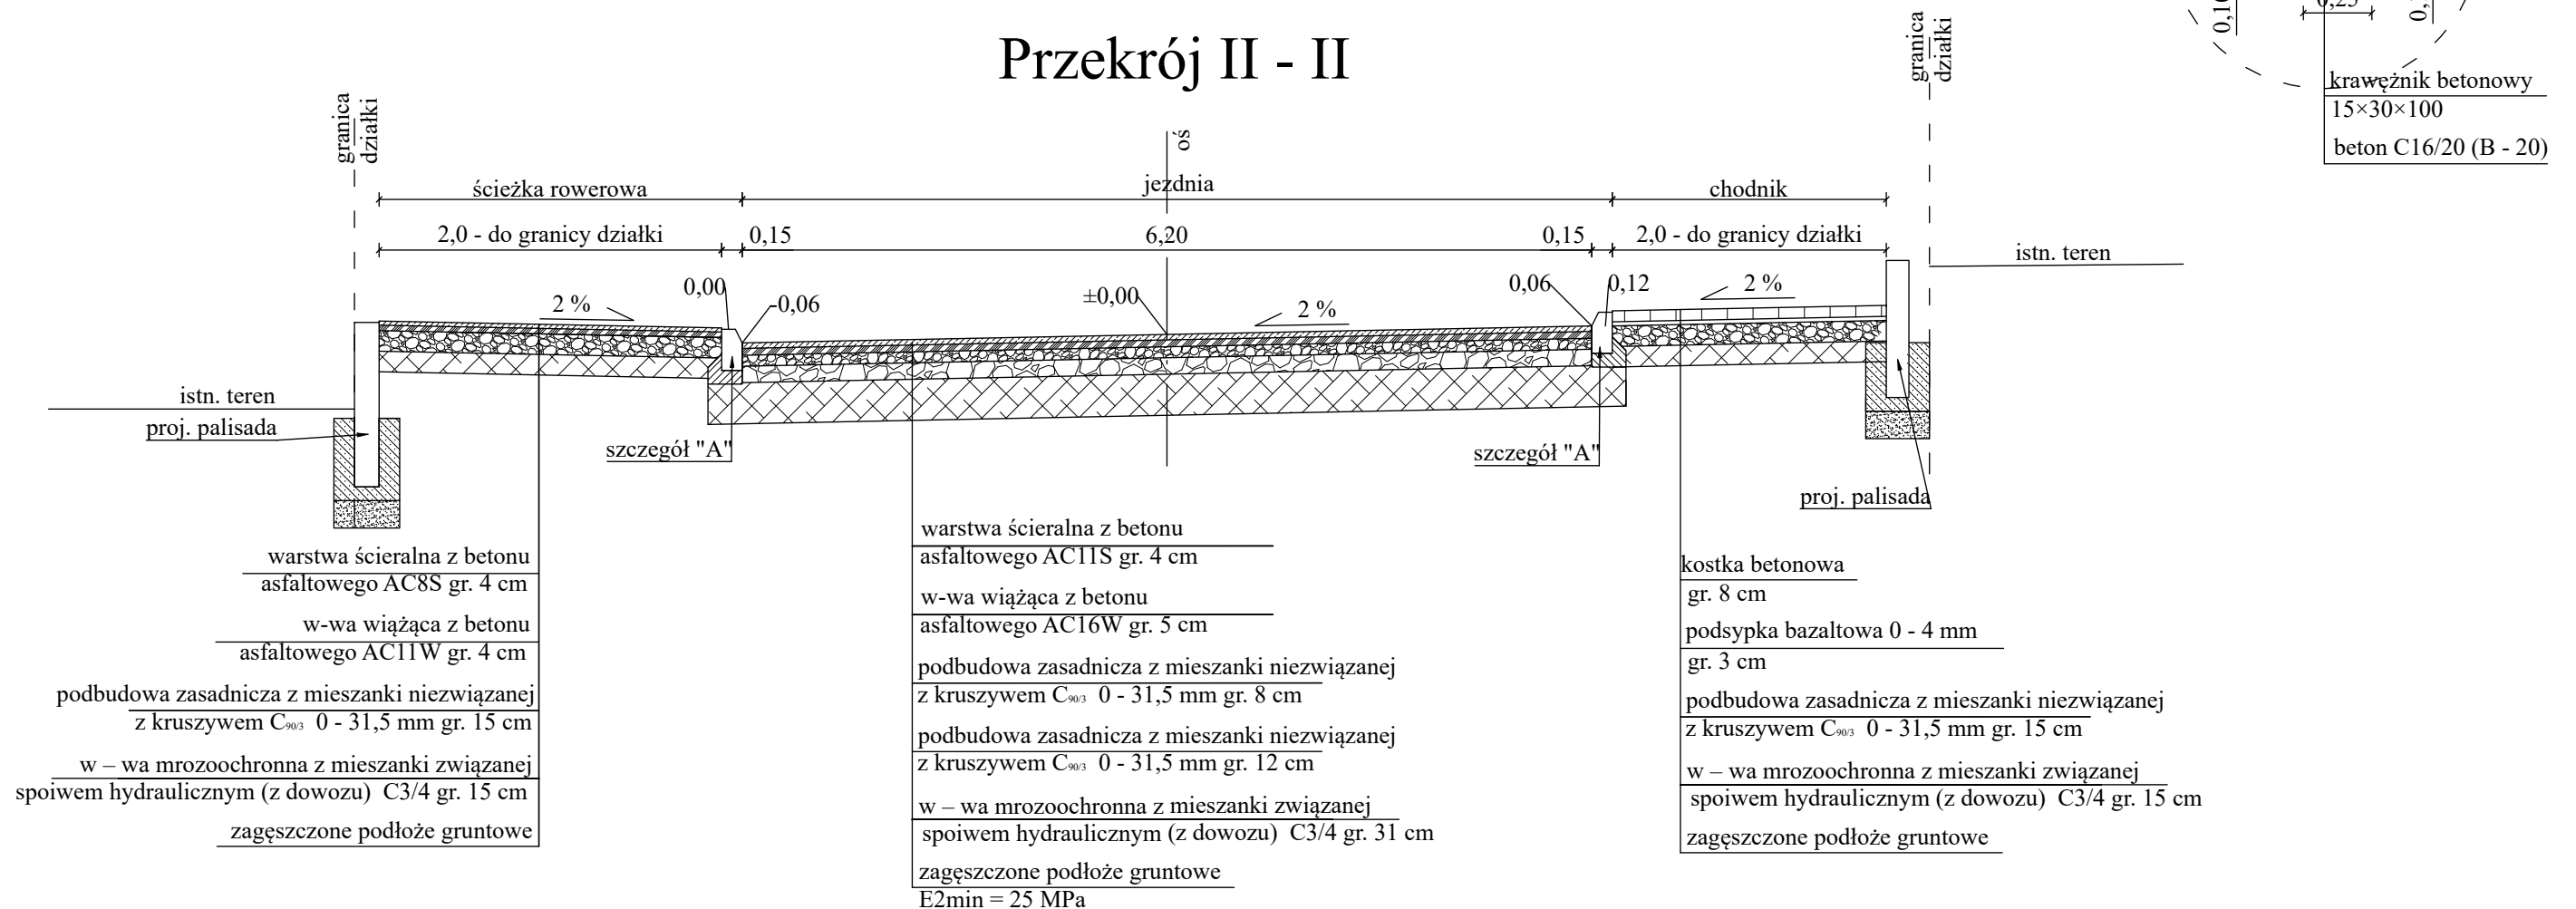 Przekrój II - II
granica
działki
oś
granica
działki
0,10
0,25
0,
krawężnik betonowy
15×30×100
beton C16/20 (B - 20)
ścieżka rowerowa
jezdnia
chodnik
2,0 - do granicy działki
0,15
6,20
0,15
2,0 - do granicy działki
istn. teren
2 %
0,00
-0,06
±0,00
2 %
0,06
0,12
2 %
istn. teren
proj. palisada
szczegół "A"
szczegół "A"
proj. palisada
warstwa ścieralna z betonu
asfaltowego AC8S gr. 4 cm
w-wa wiążąca z betonu
asfaltowego AC11W gr. 4 cm
podbudowa zasadnicza z mieszanki niezwiązanej
z kruszywem C90/3 0 - 31,5 mm gr. 15 cm
w – wa mrozoochronna z mieszanki związanej
spoiwem hydraulicznym (z dowozu) C3/4 gr. 15 cm
zagęszczone podłoże gruntowe
warstwa ścieralna z betonu
asfaltowego AC11S gr. 4 cm
w-wa wiążąca z betonu
asfaltowego AC16W gr. 5 cm
podbudowa zasadnicza z mieszanki niezwiązanej
z kruszywem C90/3 0 - 31,5 mm gr. 8 cm
podbudowa zasadnicza z mieszanki niezwiązanej
z kruszywem C90/3 0 - 31,5 mm gr. 12 cm
w – wa mrozoochronna z mieszanki związanej
spoiwem hydraulicznym (z dowozu) C3/4 gr. 31 cm
zagęszczone podłoże gruntowe
E2min = 25 MPa
kostka betonowa
gr. 8 cm
podsypka bazaltowa 0 - 4 mm
gr. 3 cm
podbudowa zasadnicza z mieszanki niezwiązanej
z kruszywem C90/3 0 - 31,5 mm gr. 15 cm
w – wa mrozoochronna z mieszanki związanej
spoiwem hydraulicznym (z dowozu) C3/4 gr. 15 cm
zagęszczone podłoże gruntowe